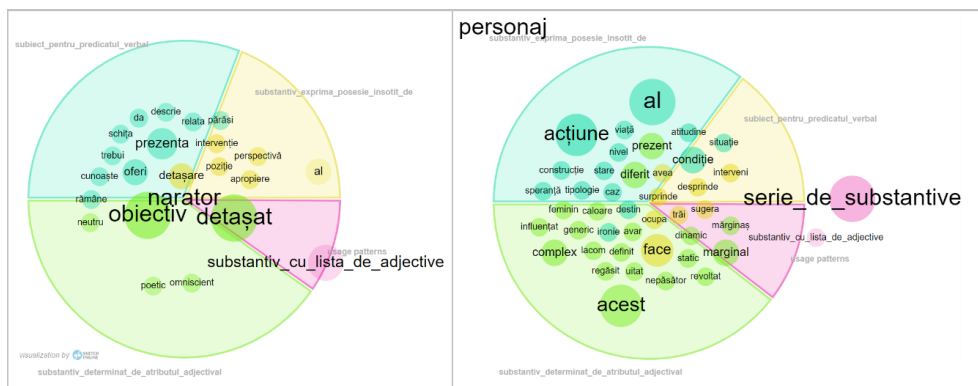 subiect_pentru_predicatul_verbal
substantiv_exprima_posesie_insotit_de
da
descrie
relata
părăsi
schița
prezenta
intervenție
trebui
perspectivă
poziție
oferi
cunoaște
detașare
apropiere
al
narator
rămâne
obiectiv
detașat
neutru
substantiv_cu_lista_de_adjective
usage patterns
poetic
omniscient
visualization by SKETCH ENGINE
substantiv_determinat_de_atributul_adjectival
personaj
substantiv_exprima_posesie_insotit_de
al
subiect_pentru_predicatul_verbal
acțiune
viață
atitudine
situație
nivel
prezent
condiție
construcție
stare
diferit
avea
interveni
speranță
tipologie
caz
desprinde
surprinde
serie_de_substantive
feminin
caloare
destin
ocupa
trăi
sugera
mărginaș
influențat
generic
ironie
avar
dinamic
substantiv_cu_lista_de_adjective
complex
lacom
definit
face
static
marginal
usage patterns
regăsit
uitat
nepăsător
revoltat
acest
substantiv_determinat_de_atributul_adjectival